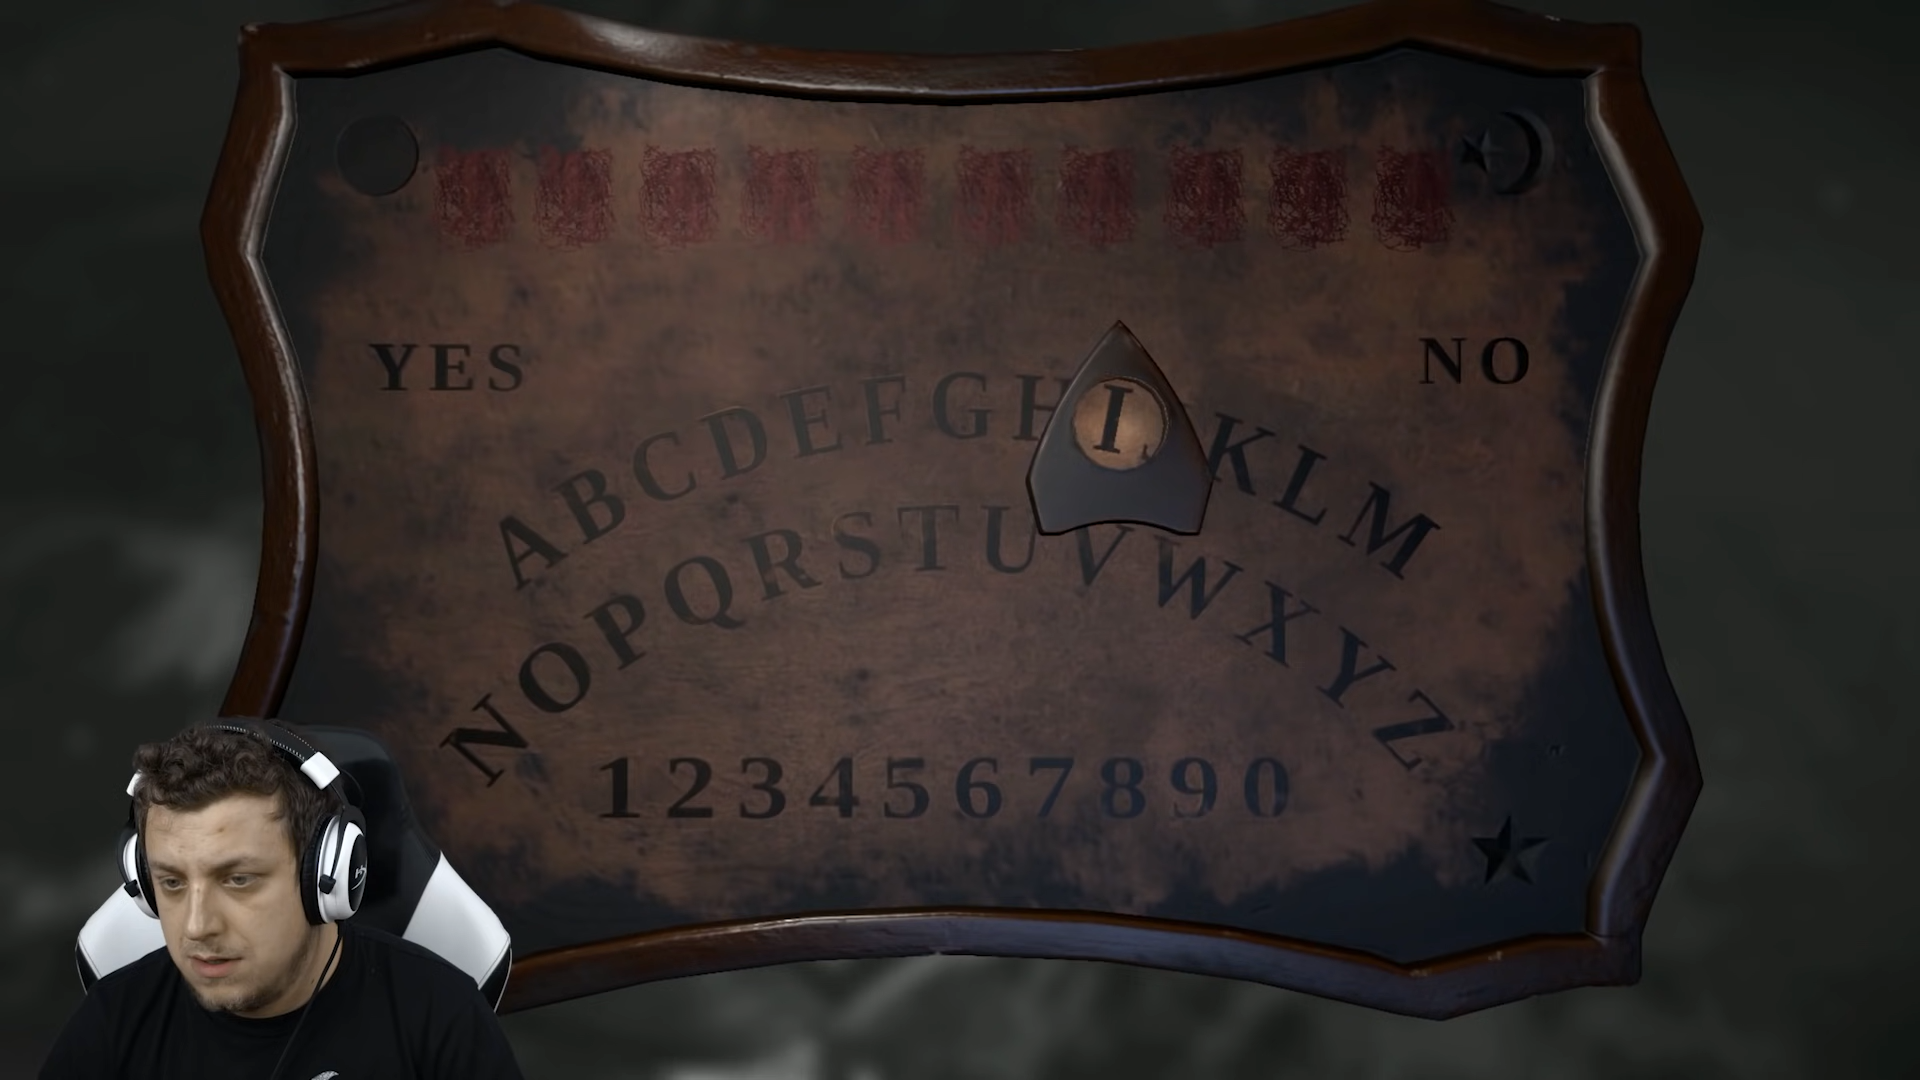 YES
NO
ABCDEFGHI KLM
NOPQRSTUVWXYZ
1234567890